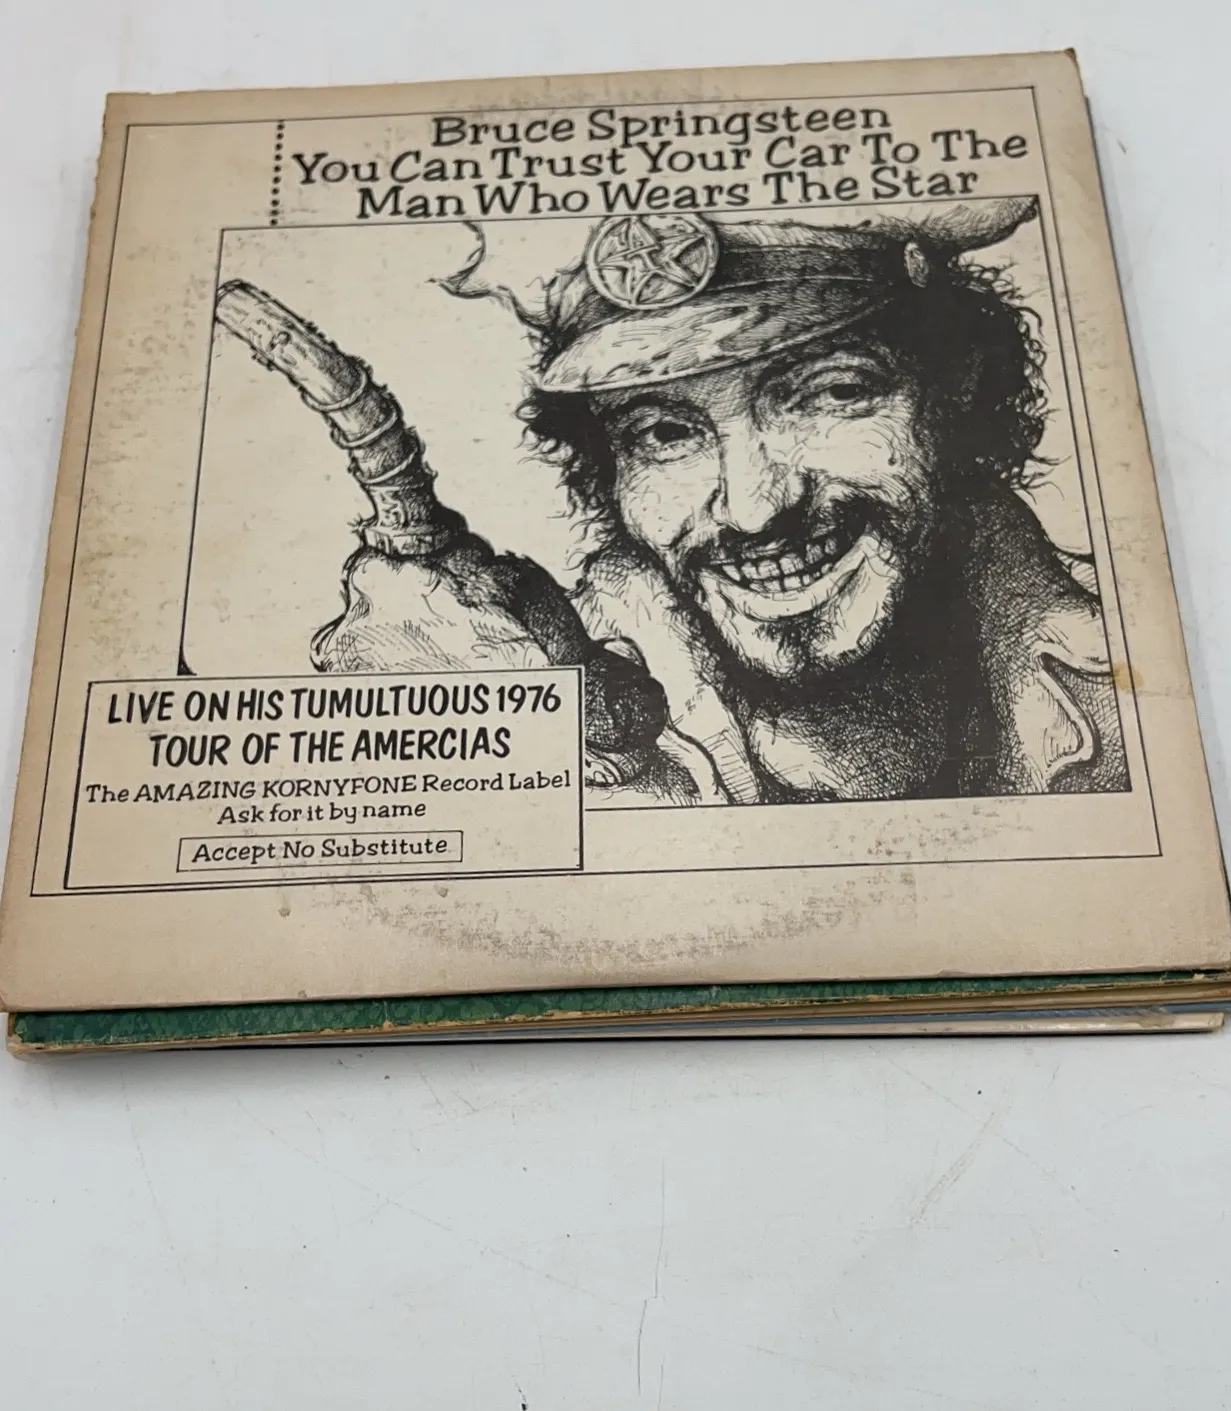 Bruce Springsteen
You Can Trust Your Car To The
Man Who Wears The Star
LIVE ON HIS TUMULTUOUS 1976
TOUR OF THE AMERCIAS
The AMAZING KORNYFONE Record Label
Ask for it by name
Accept No Substitute